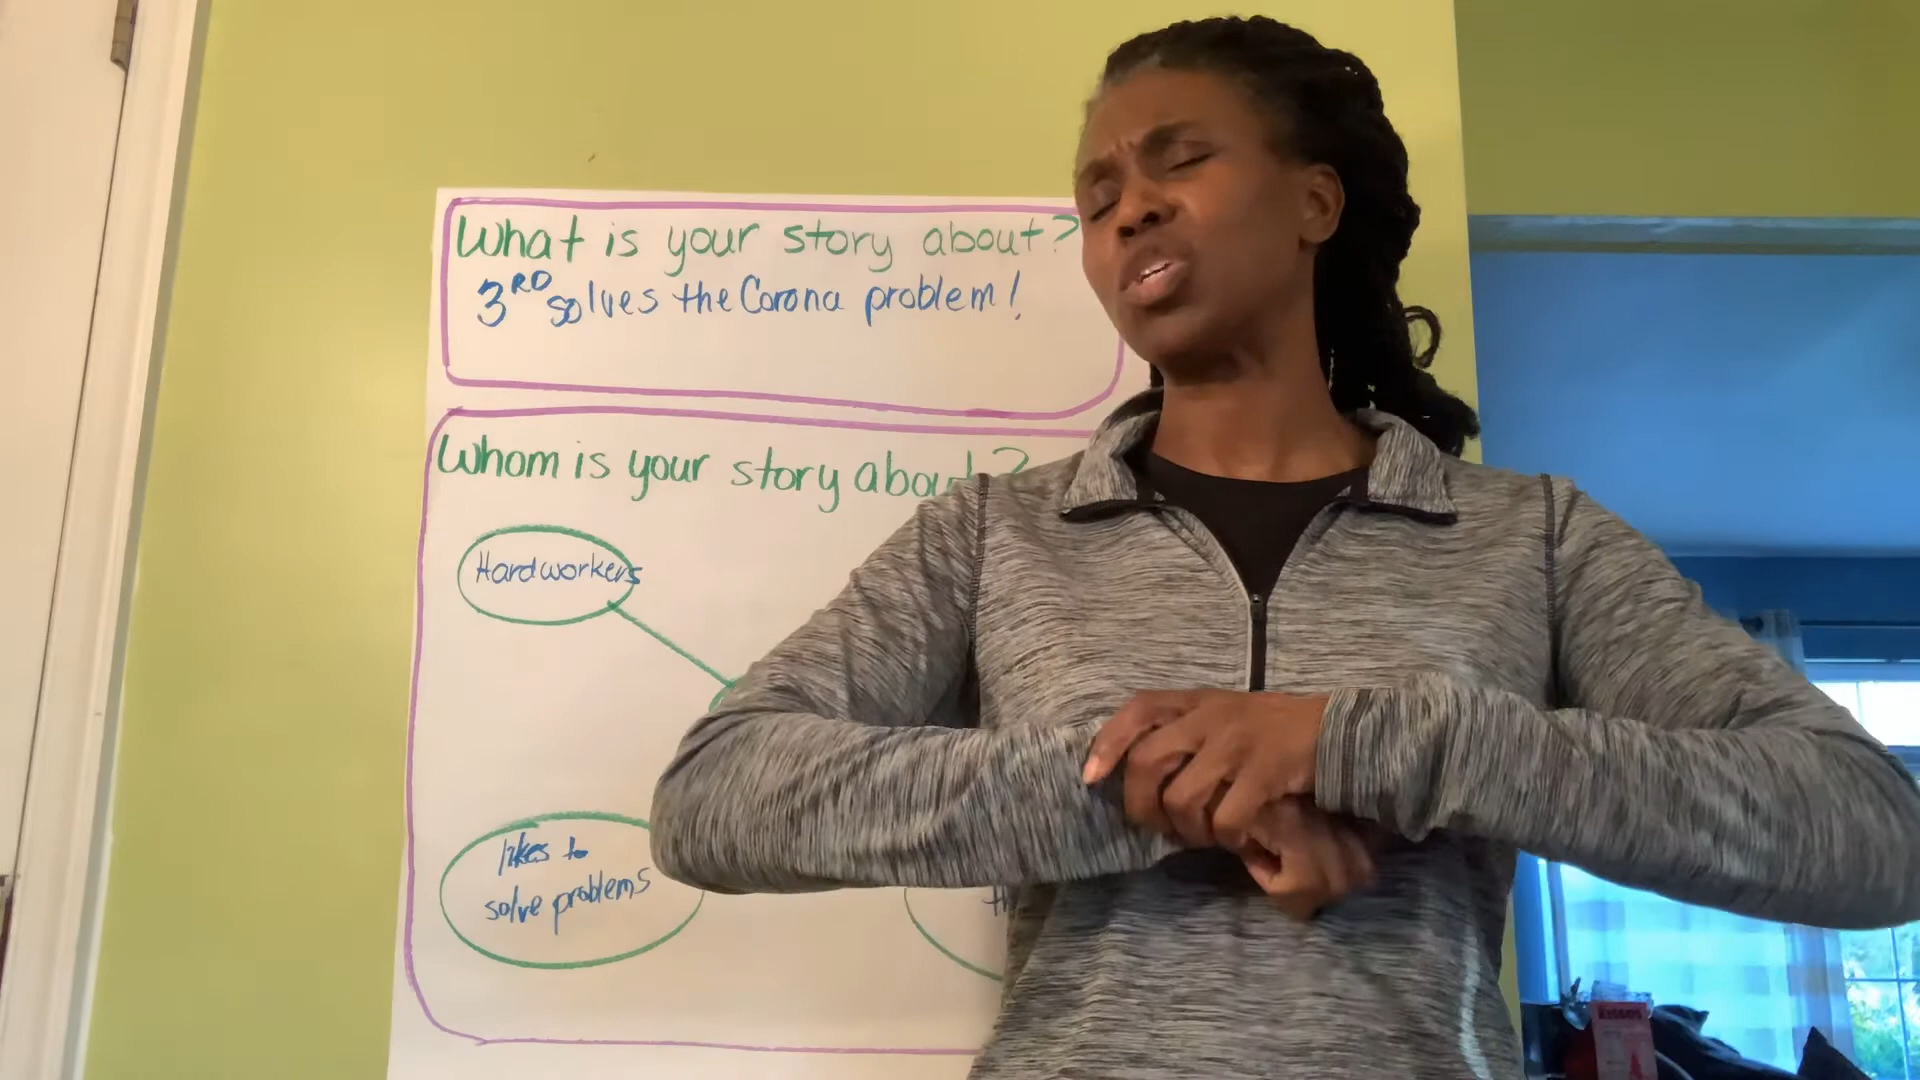 What is your story about?
3RD solves the Corona problem!
Whom is your story about?
Hardworkers
likes to
solve problems